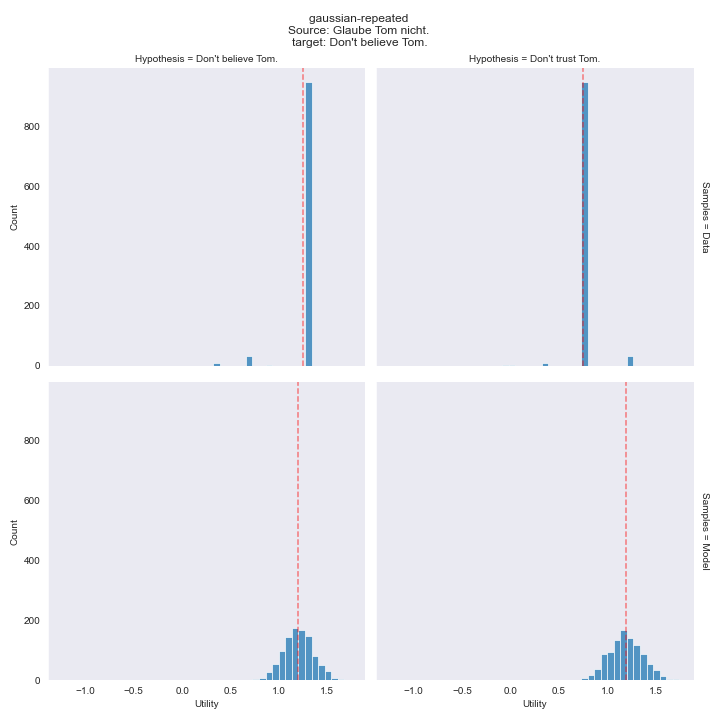 gaussian-repeated
Source: Glaube Tom nicht.
target: Don't believe Tom.
Hypothesis = Don't believe Tom.
Hypothesis = Don't trust Tom.
800
600
400
200
0
Count
Samples = Data
800
600
400
200
0
Count
Samples = Model
−1.0 −0.5 0.0 0.5 1.0 1.5
−1.0 −0.5 0.0 0.5 1.0 1.5
Utility
Utility